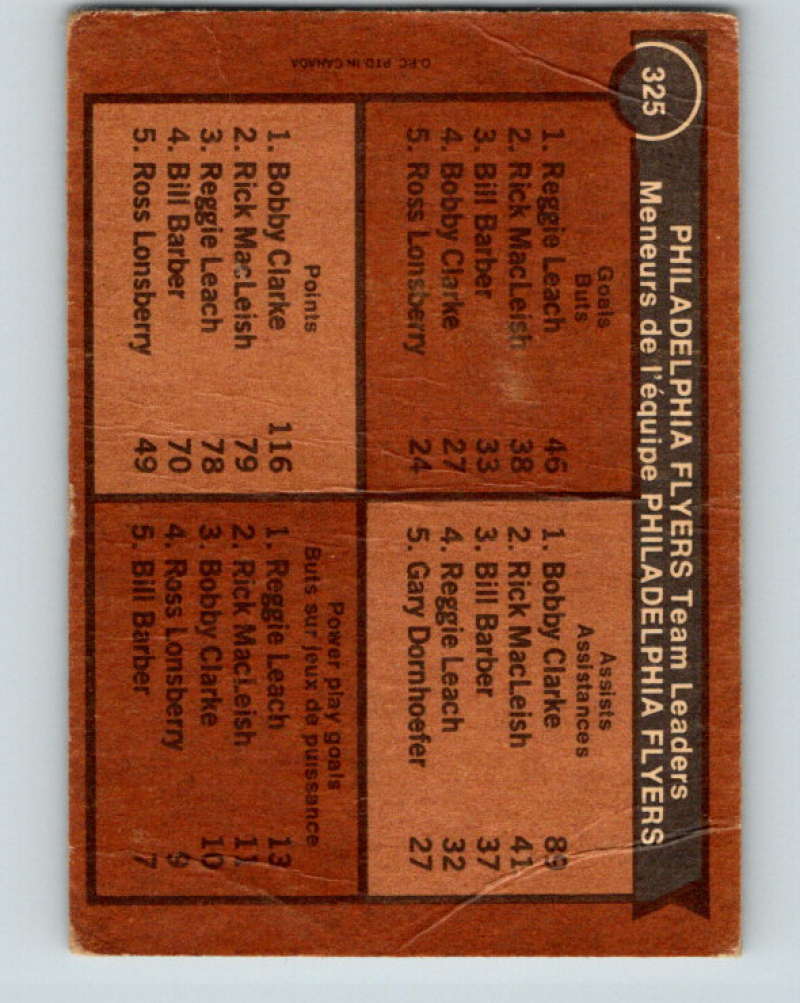 325
PHILADELPHIA FLYERS Team Leaders
Meneurs de l'équipe PHILADELPHIA FLYERS
Goals
Buts
1. Reggie Leach 45
2. Rick MacLeish 38
3. Bill Barber 33
4. Bobby Clarke 27
5. Ross Lonsberry 24
Assists
Assistances
1. Bobby Clarke 89
2. Rick MacLeish 41
3. Bill Barber 37
4. Reggie Leach 32
5. Gary Dornhoefer 27
Points
1. Bobby Clarke 116
2. Rick MacLeish 79
3. Reggie Leach 78
4. Bill Barber 70
5. Ross Lonsberry 49
Power play goals
Buts sur jeux de puissance
1. Reggie Leach 13
2. Rick MacLeish 11
3. Bobby Clarke 10
4. Ross Lonsberry 9
5. Bill Barber 7
O.P.C. PTD. IN CANADA